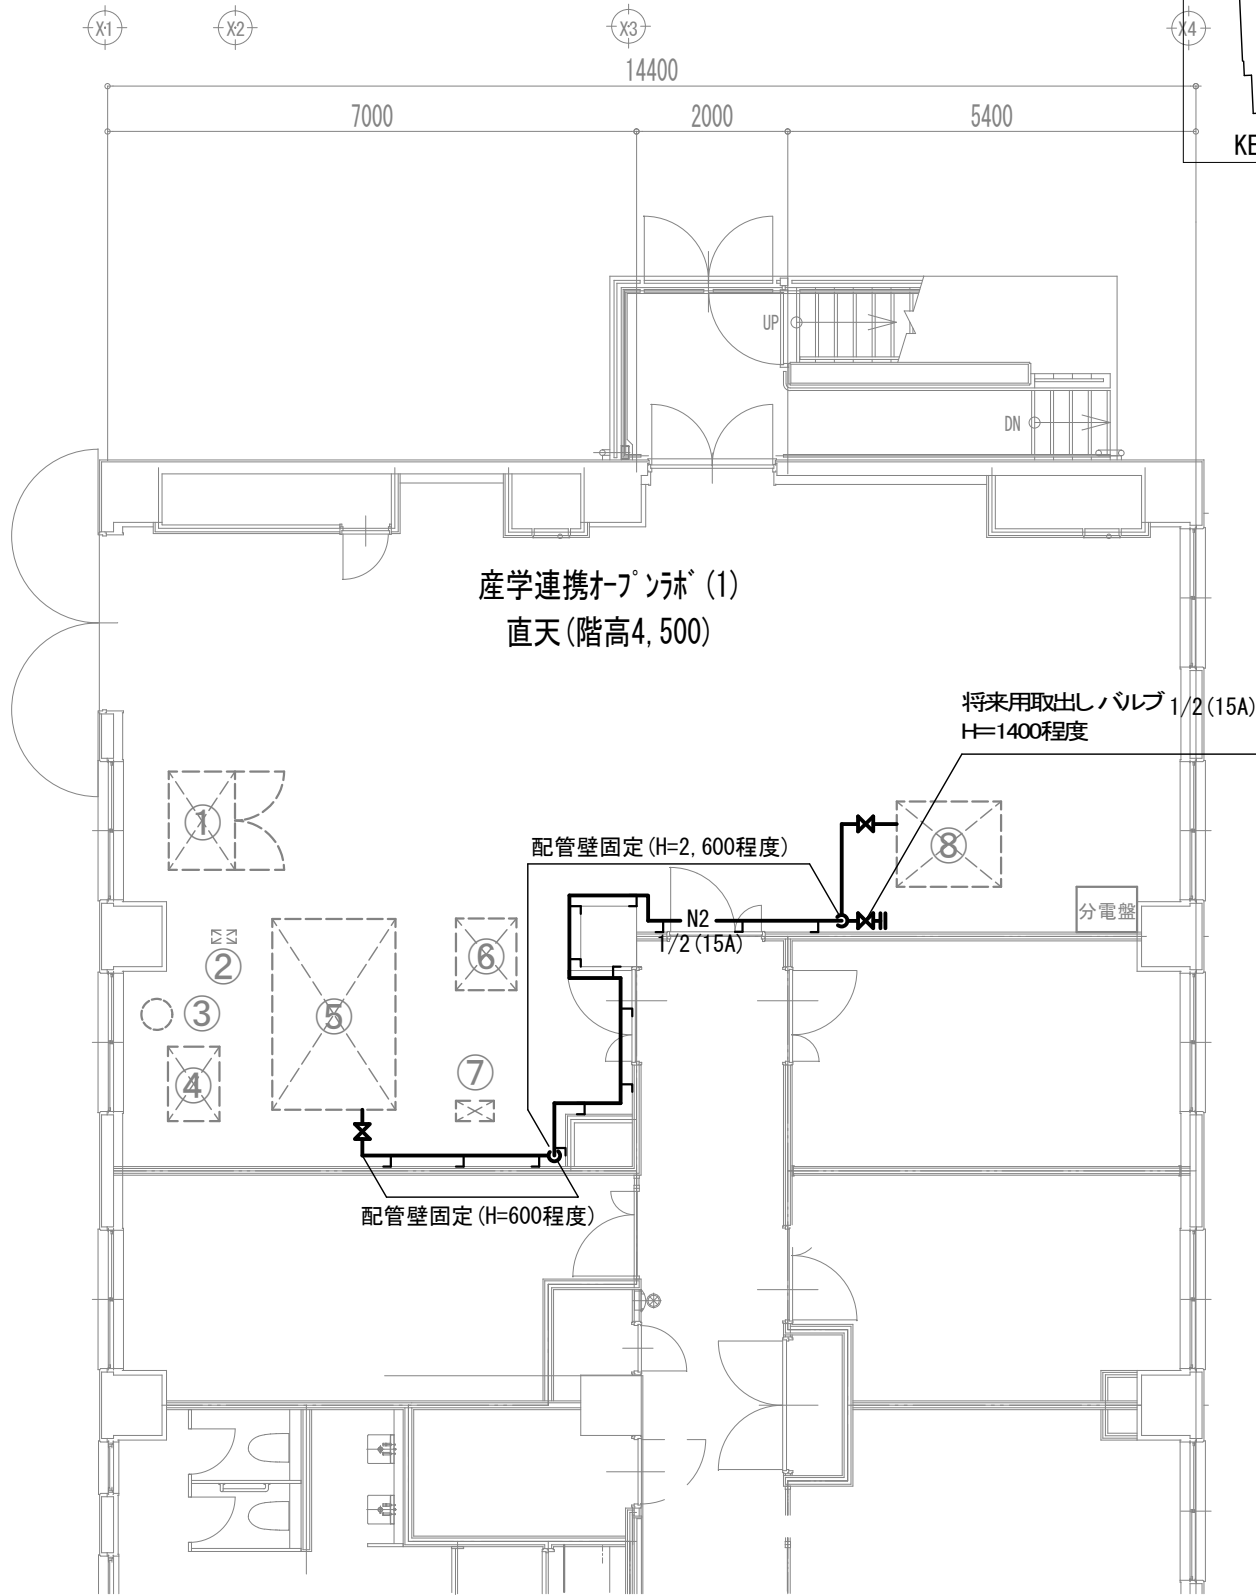 X1 X2 X3 X4
14400
7000 2000 5400
KE
UP
DN
産学連携オープンラボ(1)
直天(階高4,500)
将来用取出しバルブ 1/2(15A)
H=1400程度
①
配管壁固定(H=2,600程度)
⑧
分電盤
N2
1/2(15A)
②
⑥
③
⑤
④
⑦
配管壁固定(H=600程度)